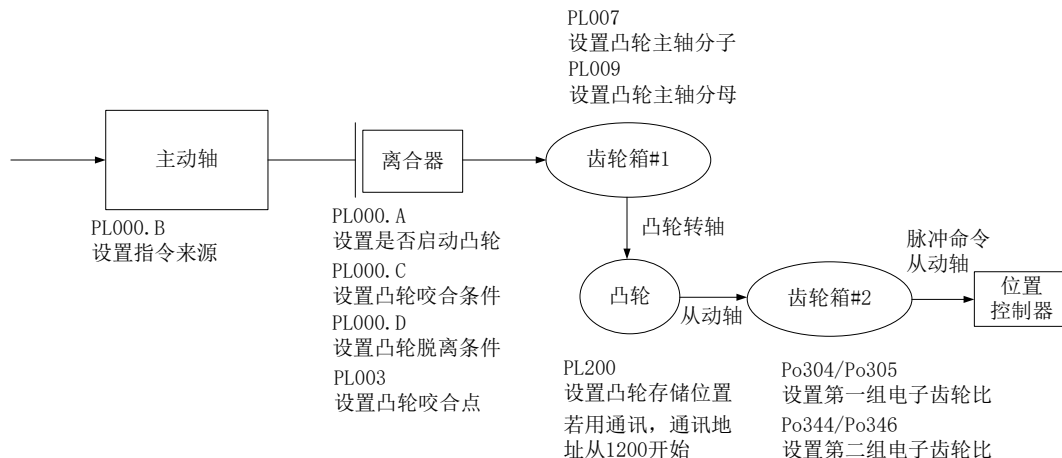 PL007
设置凸轮主轴分子
PL009
设置凸轮主轴分母
主动轴
离合器
齿轮箱#1
PL000.B
设置指令来源
PL000.A
设置是否启动凸轮
PL000.C
设置凸轮咬合条件
PL000.D
设置凸轮脱离条件
PL003
设置凸轮咬合点
凸轮转轴
凸轮
从动轴
齿轮箱#2
脉冲命令
从动轴
位置
控制器
PL200
设置凸轮存储位置
若用通讯，通讯地
址从1200开始
Po304/Po305
设置第一组电子齿轮比
Po344/Po346
设置第二组电子齿轮比